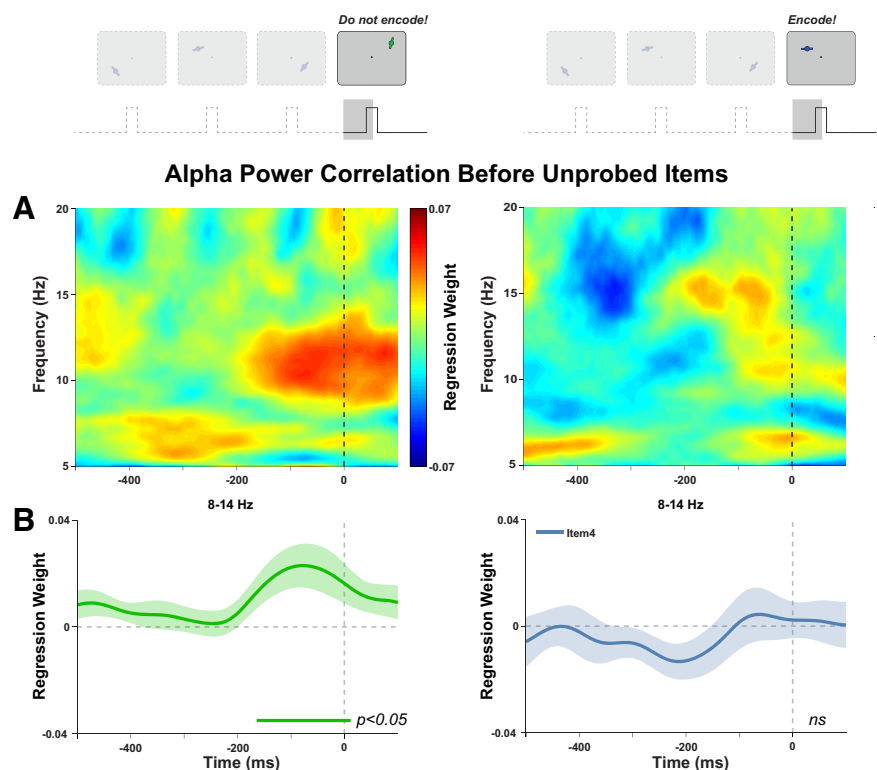 Do not encode!
Encode!
Alpha Power Correlation Before Unprobed Items
A
20
15
10
5
Frequency (Hz)
-400
-200
0
0.07
-0.07
Regression Weight
20
15
10
5
Frequency (Hz)
-400
-200
0
B
8-14 Hz
0.04
0
-0.04
Regression Weight
p<0.05
-400
-200
0
Time (ms)
8-14 Hz
0.04
0
-0.04
Regression Weight
Item4
ns
-400
-200
0
Time (ms)